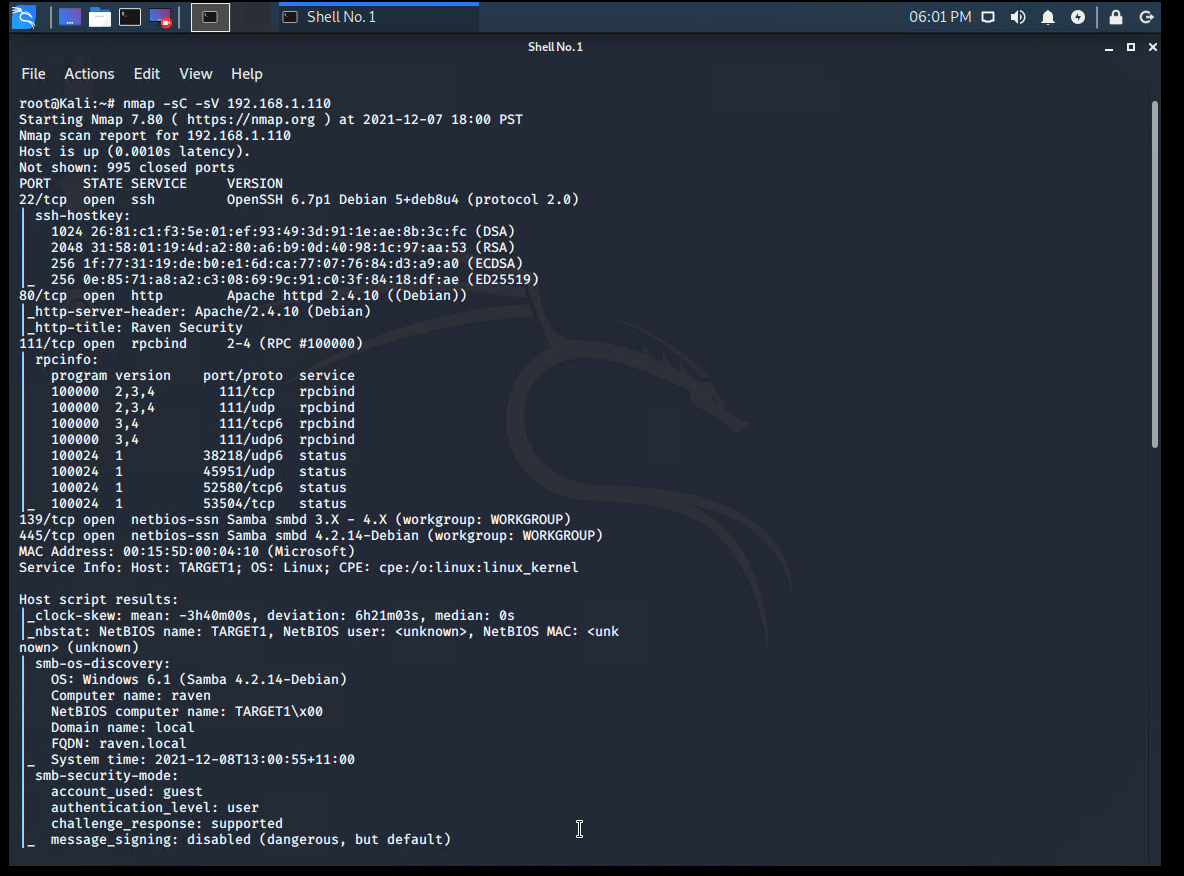 Shell No. 1
06:01 PM
Shell No.1
File Actions Edit View Help
root@Kali:~# nmap -sC -sV 192.168.1.110
Starting Nmap 7.80 ( https://nmap.org ) at 2021-12-07 18:00 PST
Nmap scan report for 192.168.1.110
Host is up (0.0010s latency).
Not shown: 995 closed ports
PORT    STATE SERVICE     VERSION
22/tcp  open  ssh         OpenSSH 6.7p1 Debian 5+deb8u4 (protocol 2.0)
| ssh-hostkey:
|   1024 26:81:c1:f3:5e:01:ef:93:49:3d:91:1e:ae:8b:3c:fc (DSA)
|   2048 31:58:01:19:4d:a2:80:a6:b9:0d:40:98:1c:97:aa:53 (RSA)
|   256 1f:77:31:19:de:b0:e1:6d:ca:77:07:76:84:d3:a9:a0 (ECDSA)
|_  256 0e:85:71:a8:a2:c3:08:69:9c:91:c0:3f:84:18:df:ae (ED25519)
80/tcp  open  http        Apache httpd 2.4.10 ((Debian))
|_http-server-header: Apache/2.4.10 (Debian)
|_http-title: Raven Security
111/tcp open  rpcbind     2-4 (RPC #100000)
| rpcinfo:
|   program version    port/proto  service
|   100000  2,3,4        111/tcp   rpcbind
|   100000  2,3,4        111/udp   rpcbind
|   100000  3,4          111/tcp6  rpcbind
|   100000  3,4          111/udp6  rpcbind
|   100024  1          38218/udp6  status
|   100024  1          45951/udp   status
|   100024  1          52580/tcp6  status
|_  100024  1          53504/tcp   status
139/tcp open  netbios-ssn Samba smbd 3.X - 4.X (workgroup: WORKGROUP)
445/tcp open  netbios-ssn Samba smbd 4.2.14-Debian (workgroup: WORKGROUP)
MAC Address: 00:15:5D:00:04:10 (Microsoft)
Service Info: Host: TARGET1; OS: Linux; CPE: cpe:/o:linux:linux_kernel

Host script results:
|_clock-skew: mean: -3h40m00s, deviation: 6h21m03s, median: 0s
|_nbstat: NetBIOS name: TARGET1, NetBIOS user: <unknown>, NetBIOS MAC: <unk
nown> (unknown)
| smb-os-discovery:
|   OS: Windows 6.1 (Samba 4.2.14-Debian)
|   Computer name: raven
|   NetBIOS computer name: TARGET1\x00
|   Domain name: local
|   FQDN: raven.local
|_  System time: 2021-12-08T13:00:55+11:00
| smb-security-mode:
|   account_used: guest
|   authentication_level: user
|   challenge_response: supported
|_  message_signing: disabled (dangerous, but default)